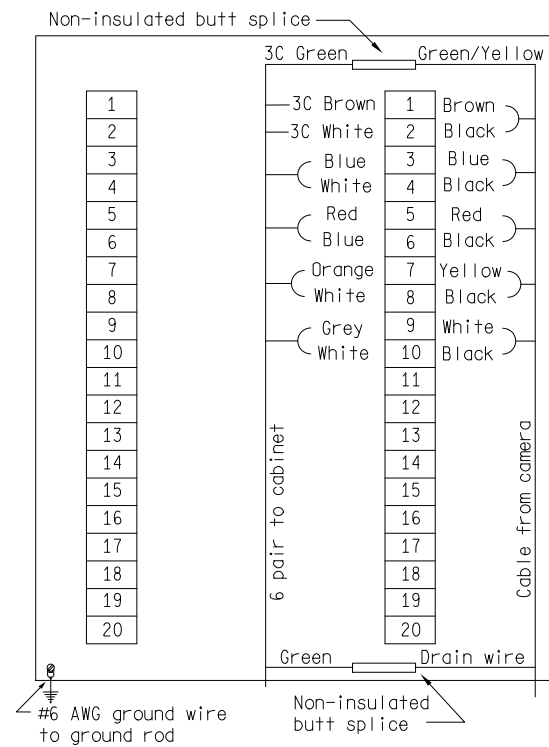 Non-insulated butt splice
3C Green Green/Yellow
1 3C Brown 1 Brown
2 3C White 2 Black
3 Blue 3 Blue
4 White 4 Black
5 Red 5 Red
6 Blue 6 Black
7 Orange 7 Yellow
8 White 8 Black
9 Grey 9 White
10 White 10 Black
11 11
12 12
13 13
14 14
15 15
16 16
17 17
18 18
19 19
20 20
6 pair to cabinet
Cable from camera
Green Drain wire
#6 AWG ground wire
to ground rod
Non-insulated
butt splice